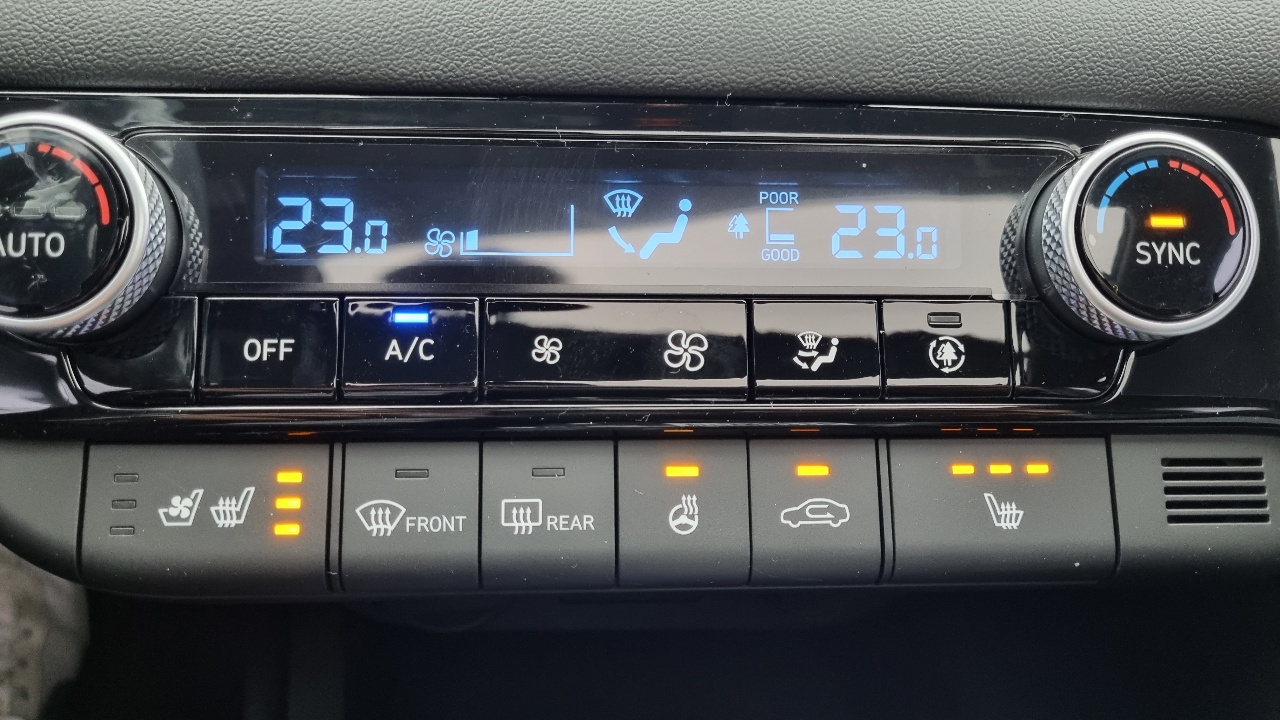 AUTO
23.0
POOR
GOOD
23.0
SYNC
OFF
A/C
FRONT
REAR